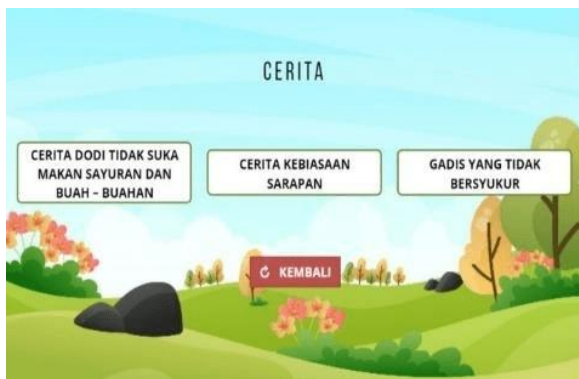 CERITA
CERITA DODI TIDAK SUKA
MAKAN SAYURAN DAN
BUAH – BUAHAN
CERITA KEBIASAAN
SARAPAN
GADIS YANG TIDAK
BERSYUKUR
KEMBALI